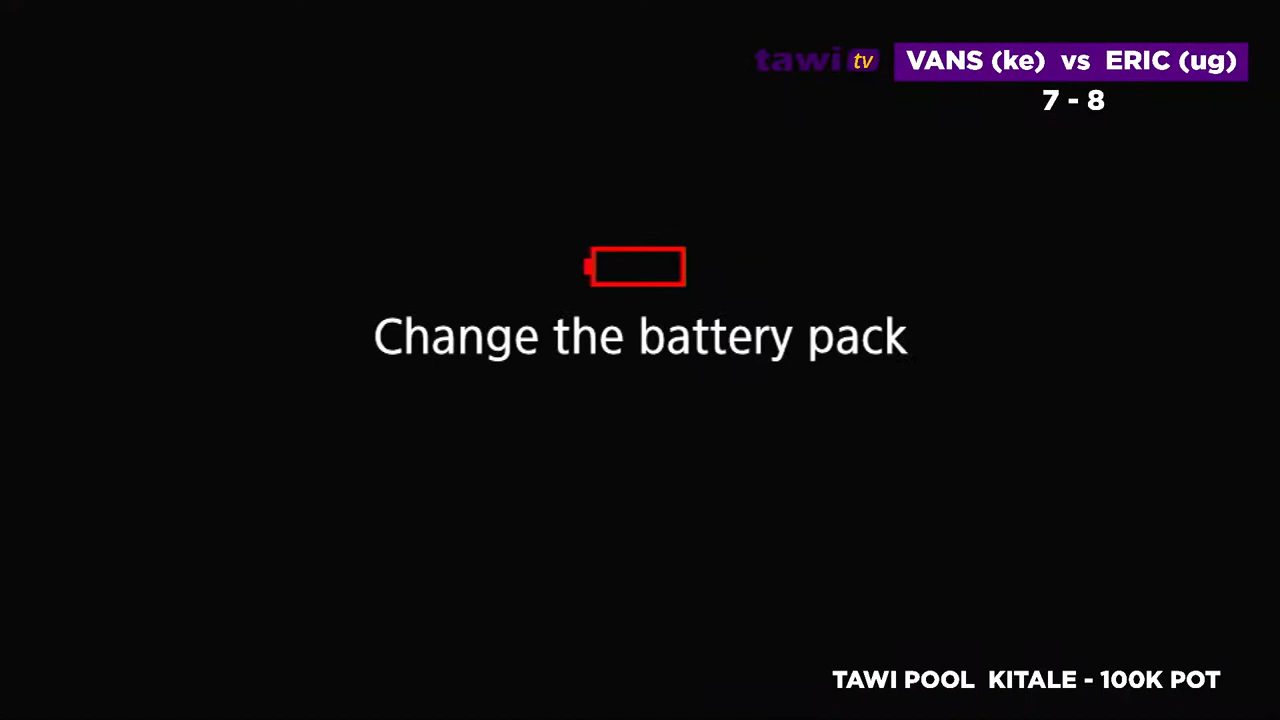 tawi tv VANS (ke) vs ERIC (ug)
7 - 8
Change the battery pack
TAWI POOL KITALE - 100K POT